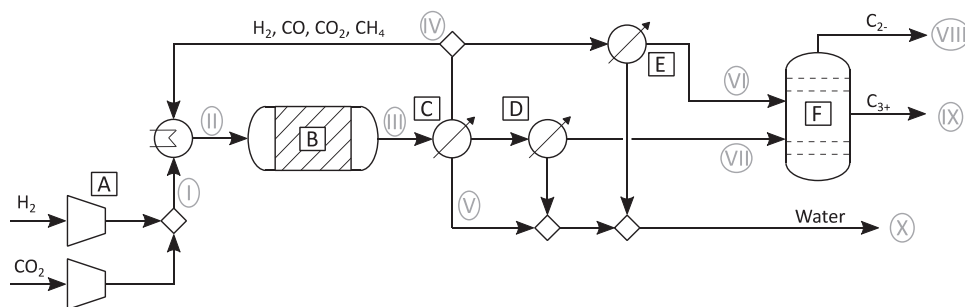 H2, CO, CO2, CH4
IV
C2-
VIII
E
VI
II
III
C
D
B
F
C3+
IX
VII
A
I
H2
V
Water
X
CO2